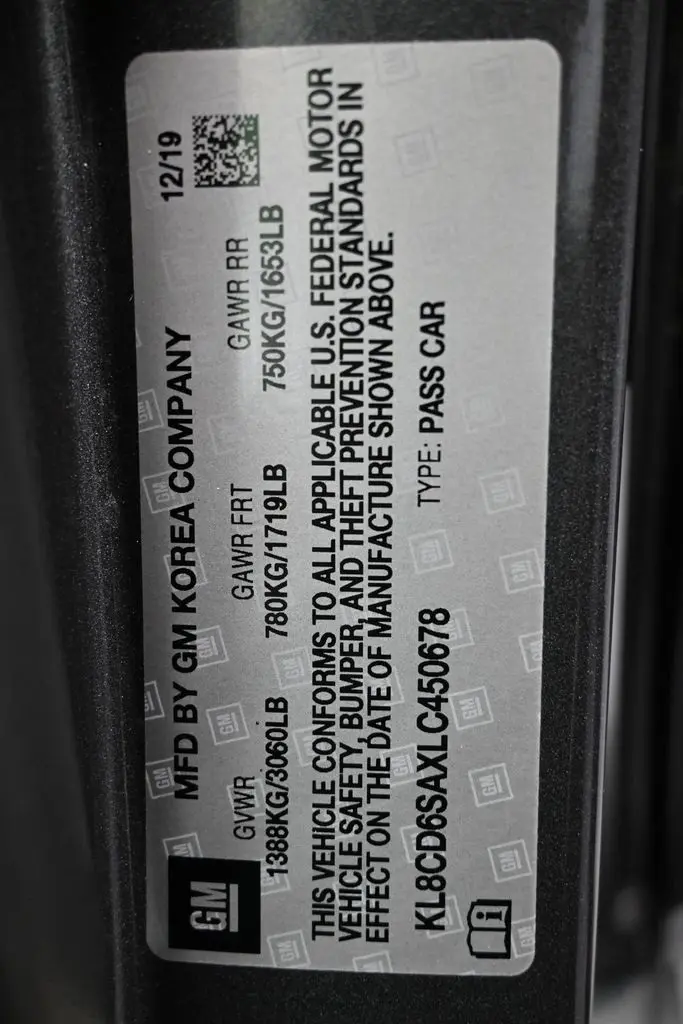 GM
MFD BY GM KOREA COMPANY 12/19
GVWR GAWR FRT GAWR RR
1388KG/3060LB 780KG/1719LB 750KG/1653LB
THIS VEHICLE CONFORMS TO ALL APPLICABLE U.S. FEDERAL MOTOR
VEHICLE SAFETY, BUMPER, AND THEFT PREVENTION STANDARDS IN
EFFECT ON THE DATE OF MANUFACTURE SHOWN ABOVE.
KL8CD6SAXLC450678 TYPE: PASS CAR